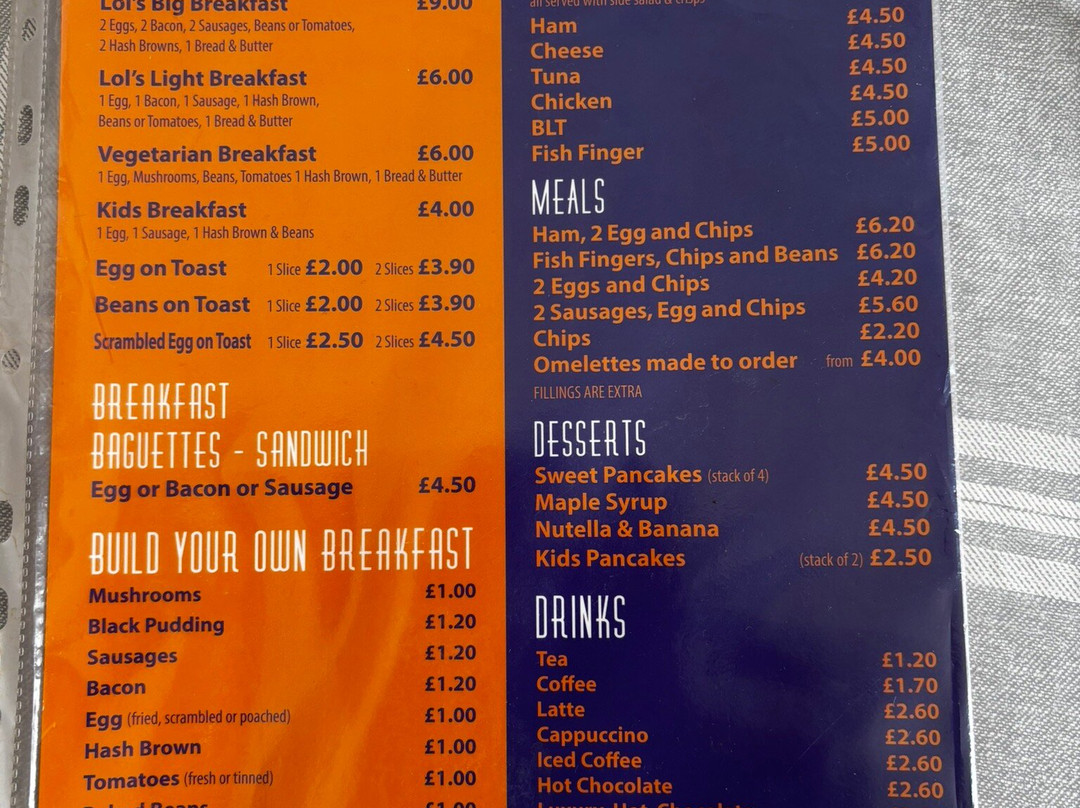 Lol's Big Breakfast £9.00
2 Eggs, 2 Bacon, 2 Sausages, Beans or Tomatoes,
2 Hash Browns, 1 Bread & Butter
Lol's Light Breakfast £6.00
1 Egg, 1 Bacon, 1 Sausage, 1 Hash Brown,
Beans or Tomatoes, 1 Bread & Butter
Vegetarian Breakfast £6.00
1 Egg, Mushrooms, Beans, Tomatoes 1 Hash Brown, 1 Bread & Butter
Kids Breakfast £4.00
1 Egg, 1 Sausage, 1 Hash Brown & Beans
Egg on Toast 1 Slice £2.00 2 Slices £3.90
Beans on Toast 1 Slice £2.00 2 Slices £3.90
Scrambled Egg on Toast 1 Slice £2.50 2 Slices £4.50
BREAKFAST
BAGUETTES - SANDWICH
Egg or Bacon or Sausage £4.50
BUILD YOUR OWN BREAKFAST
Mushrooms £1.00
Black Pudding £1.20
Sausages £1.20
Bacon £1.20
Egg (fried, scrambled or poached) £1.00
Hash Brown £1.00
Tomatoes (fresh or tinned) £1.00
Baked Beans £1.00
all served with side salad & crisps
Ham £4.50
Cheese £4.50
Tuna £4.50
Chicken £4.50
BLT £5.00
Fish Finger £5.00
MEALS
Ham, 2 Egg and Chips £6.20
Fish Fingers, Chips and Beans £6.20
2 Eggs and Chips £4.20
2 Sausages, Egg and Chips £5.60
Chips £2.20
Omelettes made to order from £4.00
FILLINGS ARE EXTRA
DESSERTS
Sweet Pancakes (stack of 4) £4.50
Maple Syrup £4.50
Nutella & Banana £4.50
Kids Pancakes (stack of 2) £2.50
DRINKS
Tea £1.20
Coffee £1.70
Latte £2.60
Cappuccino £2.60
Iced Coffee £2.60
Hot Chocolate £2.60
Luxury Hot Chocolate